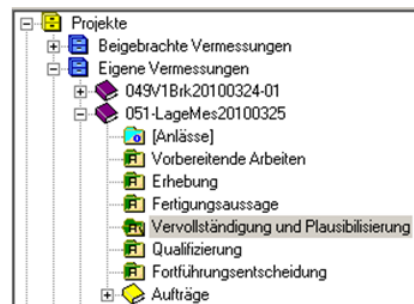 Projekte
Beigebrachte Vermessungen
Eigene Vermessungen
049V1Brk20100324-01
051-LageMes20100325
[Anlässe]
Vorbereitende Arbeiten
Erhebung
Fertigungsaussage
Vervollständigung und Plausibilisierung
Qualifizierung
Fortführungsentscheidung
Aufträge